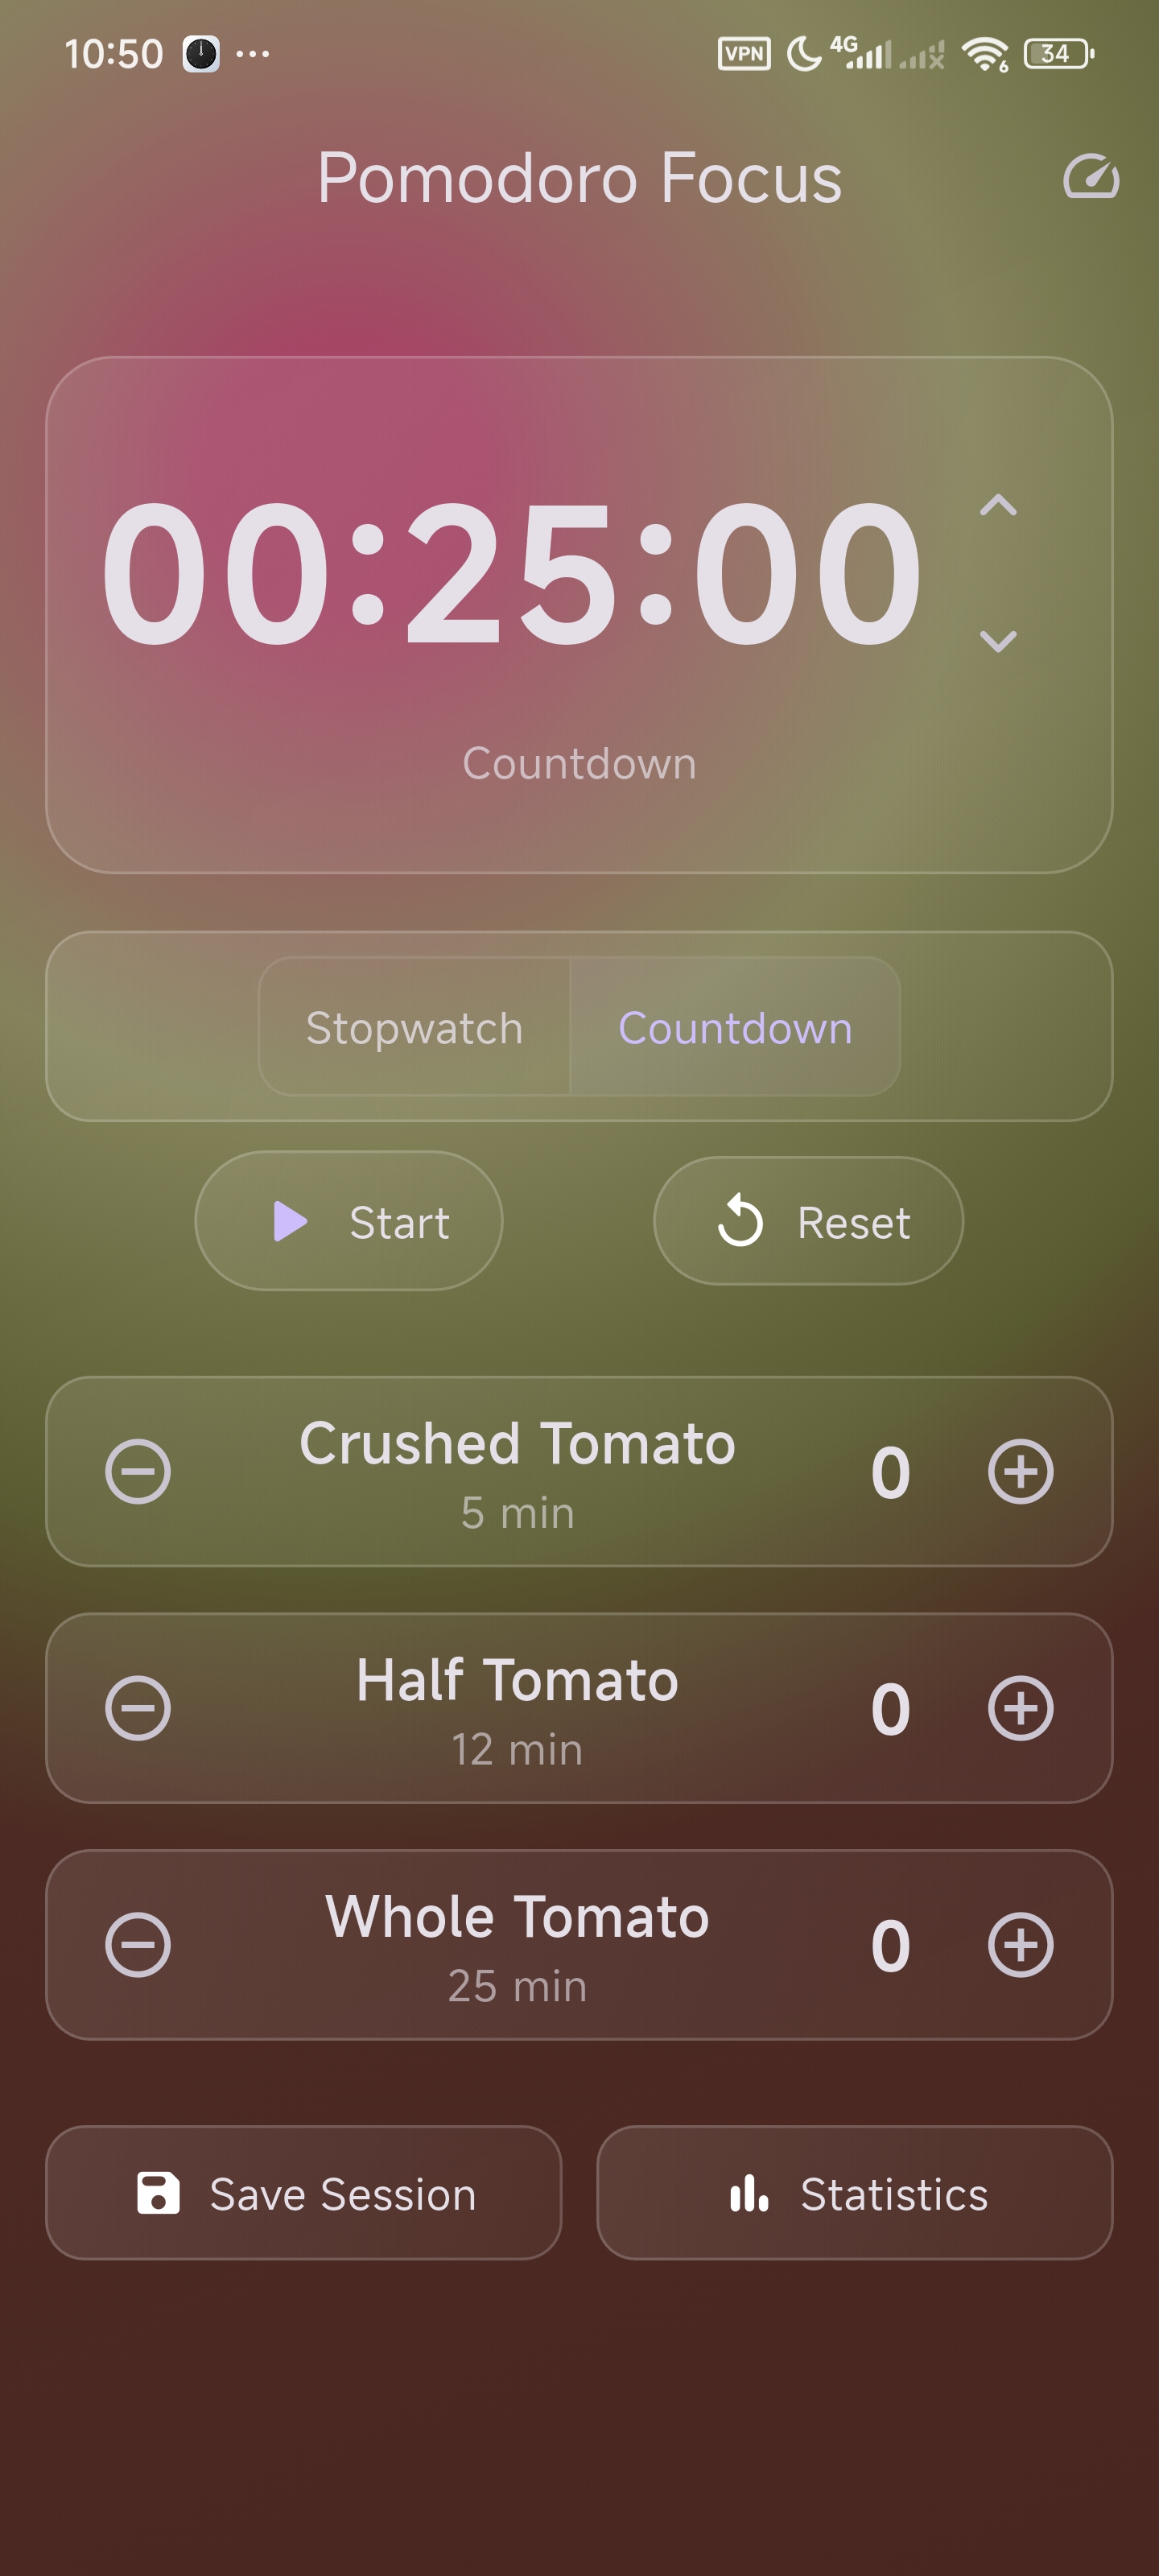 10:50 ... VPN 4G 6 34
Pomodoro Focus
00:25:00
Countdown
Stopwatch Countdown
Start Reset
Crushed Tomato
5 min
0
Half Tomato
12 min
0
Whole Tomato
25 min
0
Save Session Statistics